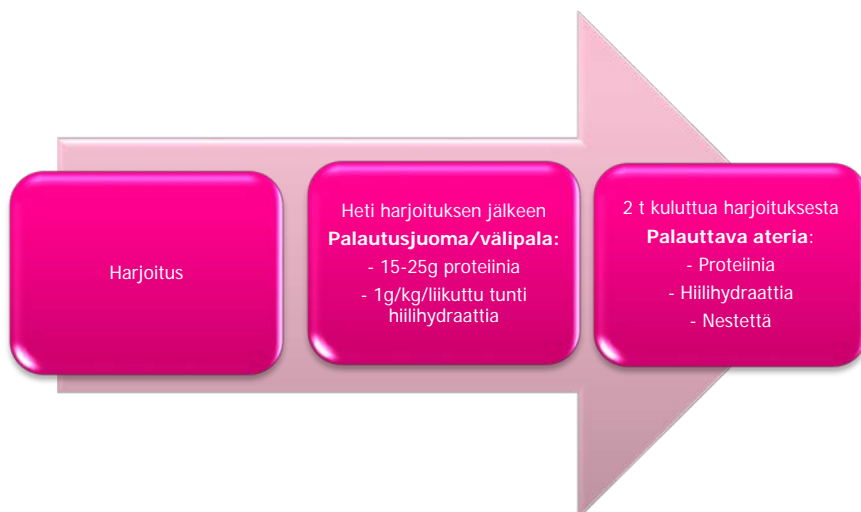 Harjoitus
Heti harjoituksen jälkeen
Palautusjuoma/välipala:
- 15-25g proteiinia
- 1g/kg/liikuttu tunti
hiilihydraattia
2 t kuluttua harjoituksesta
Palauttava ateria:
- Proteiinia
- Hiilihydraattia
- Nestettä